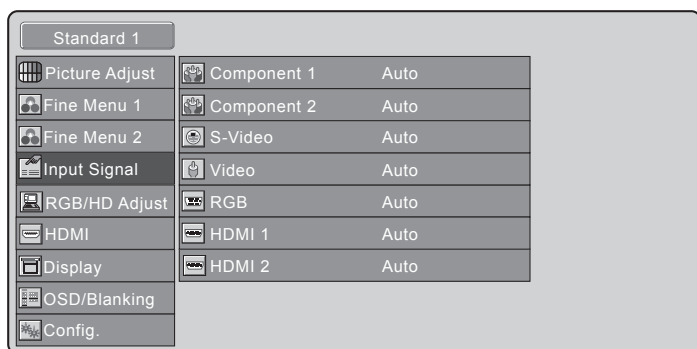 Standard 1
Picture Adjust
Fine Menu 1
Fine Menu 2
Input Signal
RGB/HD Adjust
HDMI
Display
OSD/Blanking
Config.
Component 1 Auto
Component 2 Auto
S-Video Auto
Video Auto
RGB Auto
HDMI 1 Auto
HDMI 2 Auto